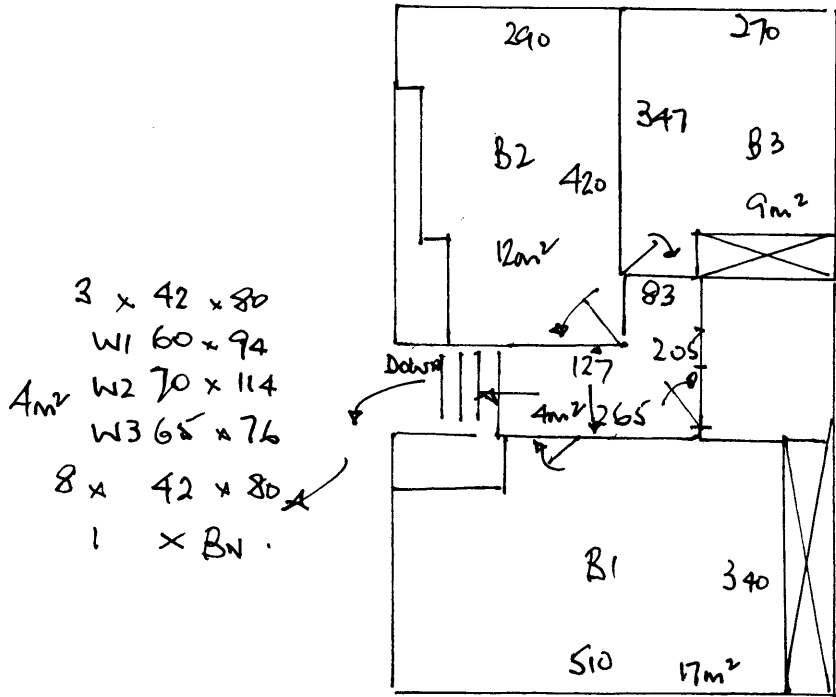 290
270
347
B2
B3
420
9m²
12m²
83
3 x 42 x 80
W1 60 x 94
205
Down
127
4m²
W2 70 x 114
4m²
265
W3 65 x 76
8 x 42 x 80
1 x BN .
B1
340
510
17m²